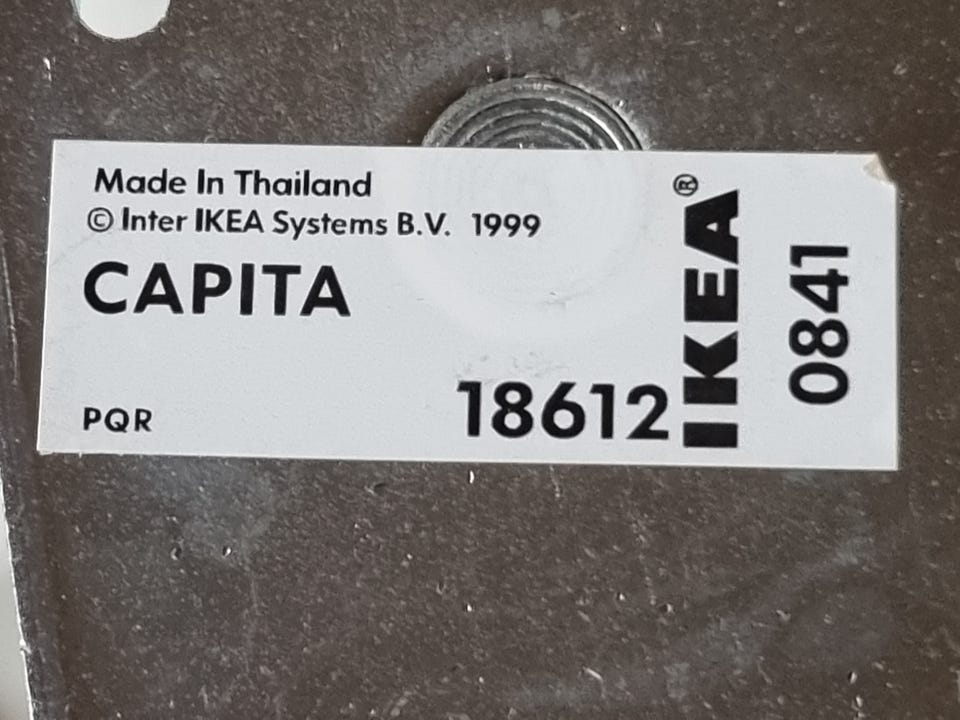 Made In Thailand
© Inter IKEA Systems B.V. 1999
CAPITA
PQR
18612
IKEA®
0841